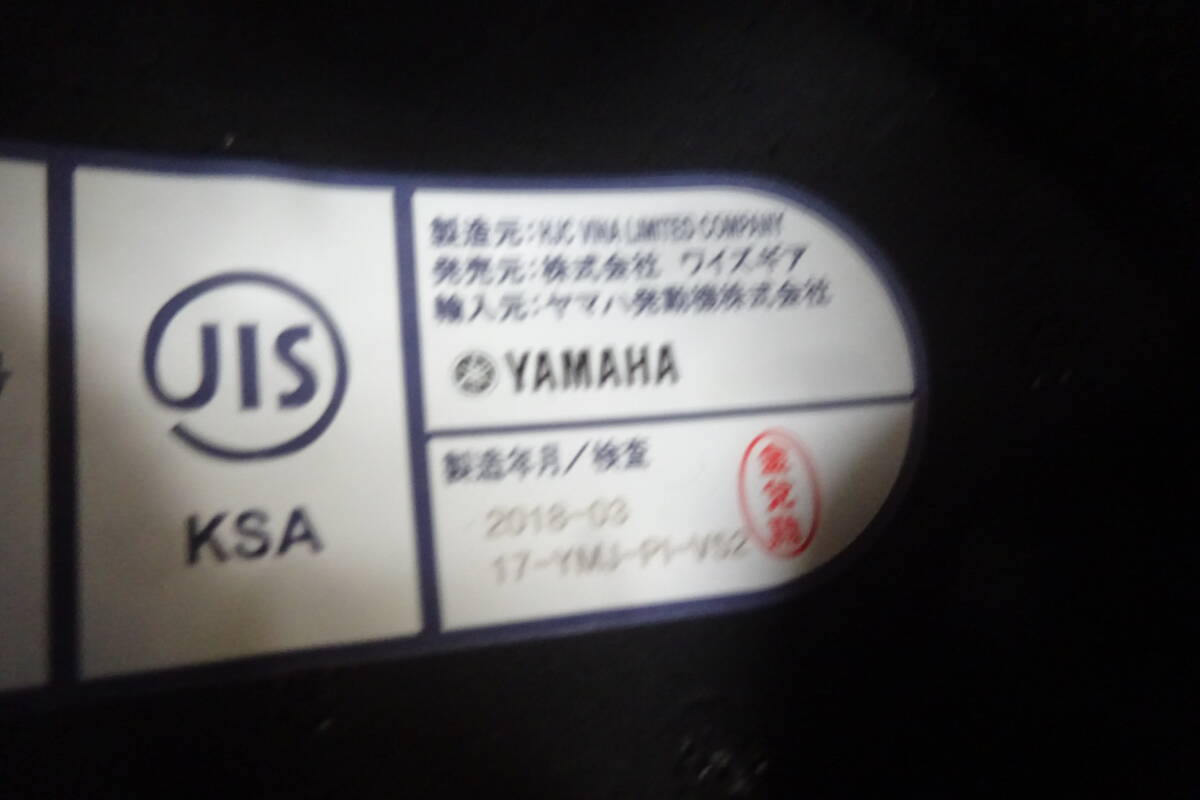 JIS
KSA
製造元:HJC VINA LIMITED COMPANY
発売元:株式会社 ワイズギア
輸入元:ヤマハ発動機株式会社
YAMAHA
製造年月/検査
2018-03
17-YMJ-PI-VS2